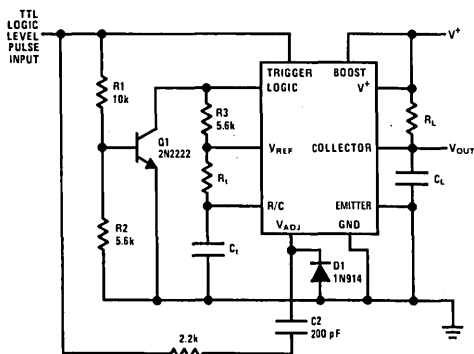 TTL
LOGIC
LEVEL
PULSE
INPUT
V+
TRIGGER
BOOST
LOGIC
V+
R1
10k
R3
5.6k
RL
Q1
2N2222
VREF
COLLECTOR
VOUT
Rt
CL
R/C
EMITTER
R2
5.6k
VADJ
GND
Ct
D1
1N914
C2
200 pF
2.2k